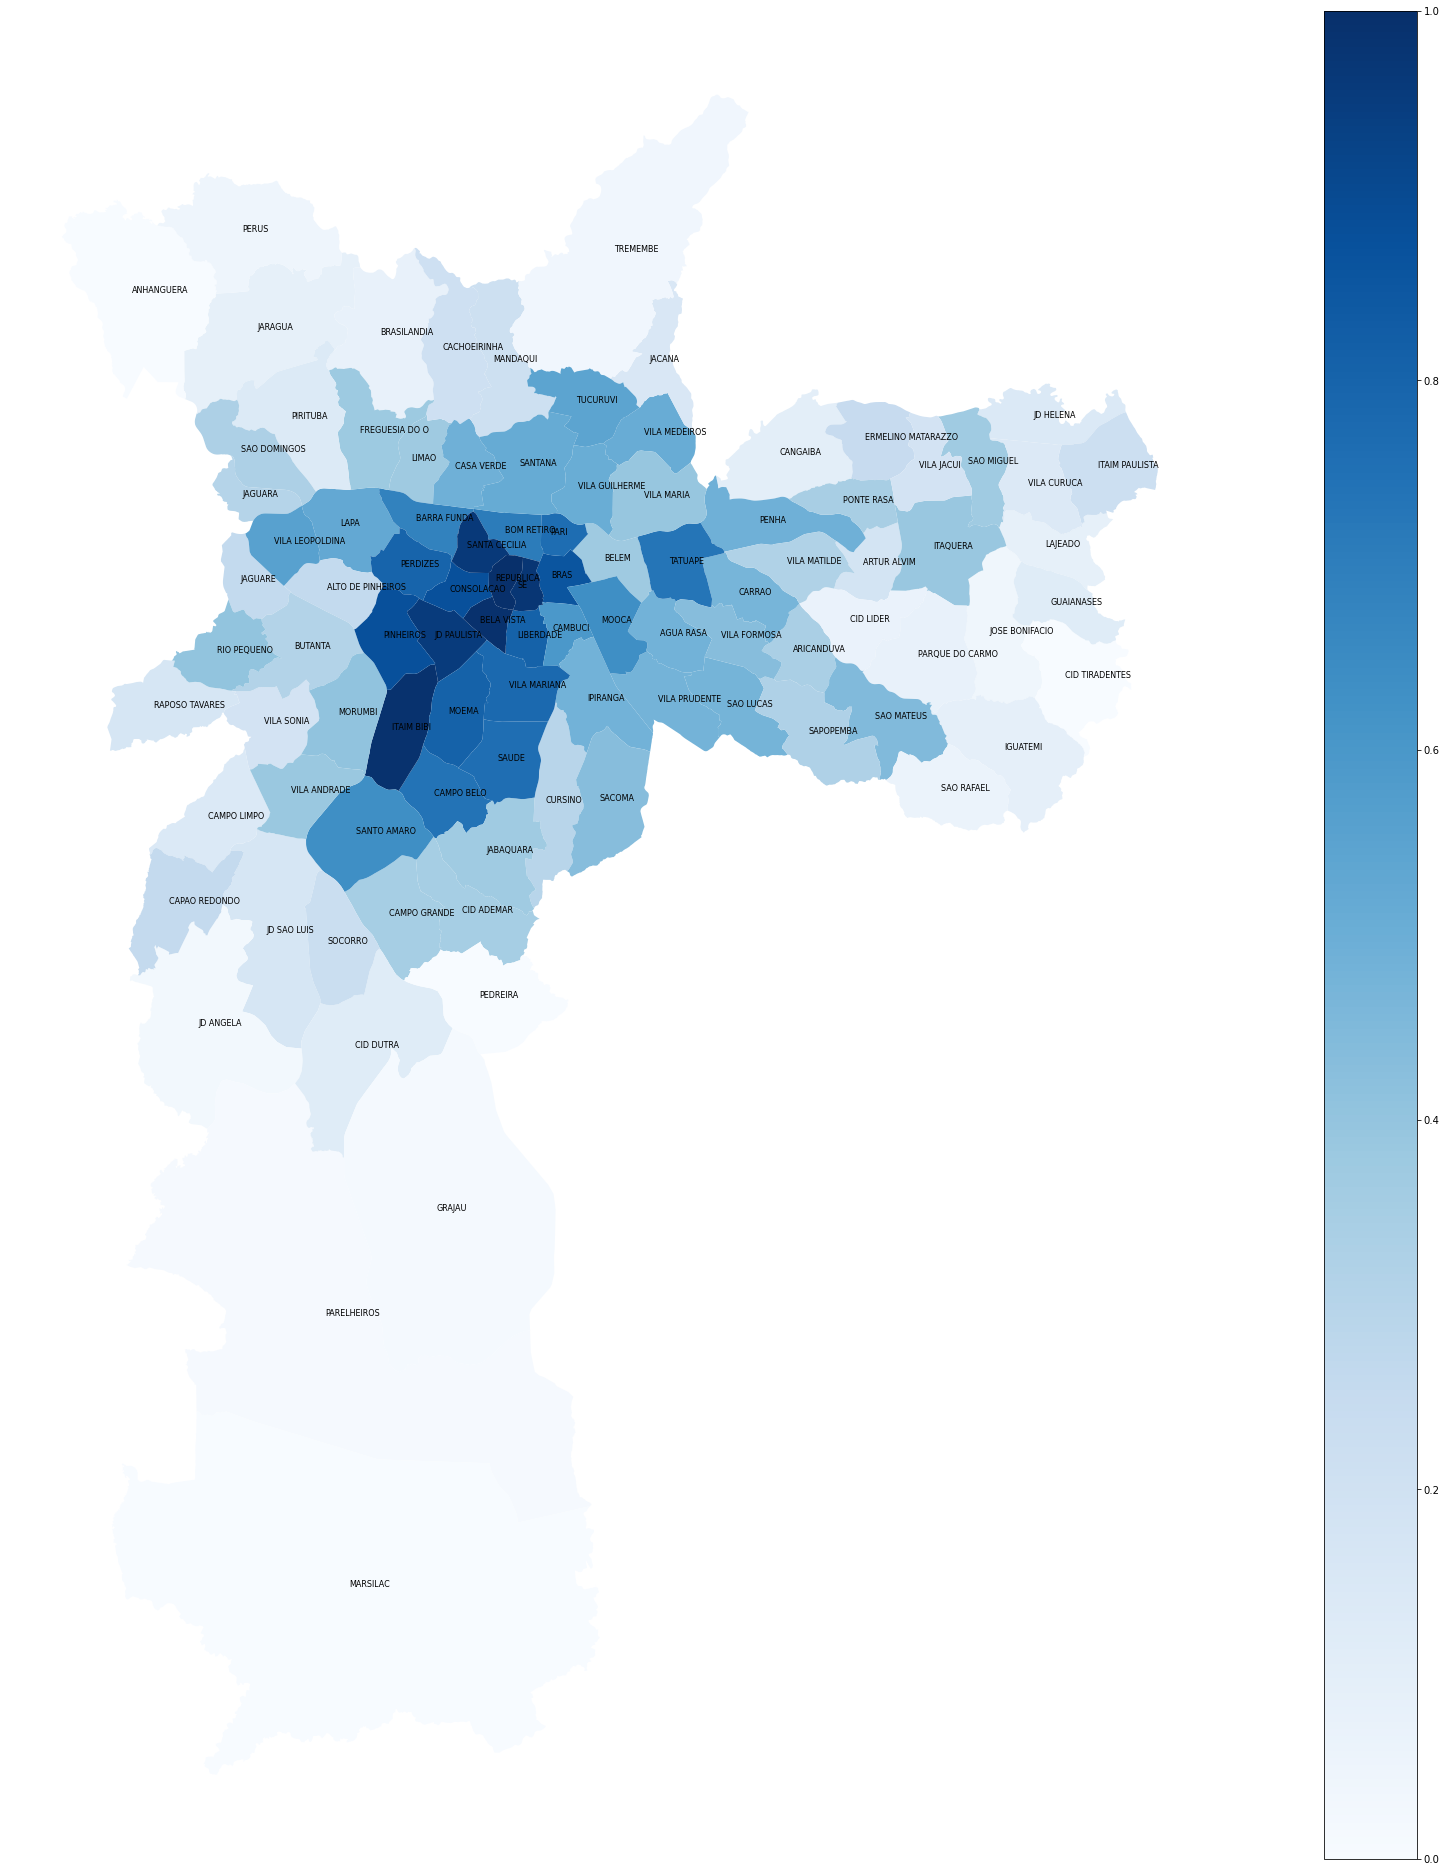 1.0
PERUS
TREMEMBE
ANHANGUERA
JARAGUA
BRASILANDIA
CACHOEIRINHA
MANDAQUI
JACANA
0.8
TUCURUVI
PIRITUBA
JD HELENA
FREGUESIA DO O
VILA MEDEIROS
ERMELINO MATARAZZO
SAO DOMINGOS
CANGAIBA
LIMAO
SAO MIGUEL
SANTANA
CASA VERDE
VILA JACUI
ITAIM PAULISTA
VILA CURUCA
VILA GUILHERME
JAGUARA
VILA MARIA
PONTE RASA
BARRA FUNDA
PENHA
LAPA
BOM RETIRO
PARI
VILA LEOPOLDINA
SANTA CECILIA
LAJEADO
ITAQUERA
BELEM
TATUAPE
VILA MATILDE
ARTUR ALVIM
PERDIZES
BRAS
JAGUARE
REPUBLICA
SE
ALTO DE PINHEIROS
CONSOLACAO
CARRAO
GUAIANASES
BELA VISTA
MOOCA
CID LIDER
CAMBUCI
JOSE BONIFACIO
PINHEIROS
JD PAULISTA
LIBERDADE
AGUA RASA
VILA FORMOSA
BUTANTA
RIO PEQUENO
ARICANDUVA
PARQUE DO CARMO
CID TIRADENTES
VILA MARIANA
IPIRANGA
VILA PRUDENTE
RAPOSO TAVARES
SAO LUCAS
MORUMBI
MOEMA
SAO MATEUS
VILA SONIA
ITAIM BIBI
SAPOPEMBA
IGUATEMI
0.6
SAUDE
SAO RAFAEL
VILA ANDRADE
CAMPO BELO
CURSINO
SACOMA
CAMPO LIMPO
SANTO AMARO
JABAQUARA
CAPAO REDONDO
CID ADEMAR
CAMPO GRANDE
JD SAO LUIS
SOCORRO
PEDREIRA
JD ANGELA
CID DUTRA
0.4
GRAJAU
PARELHEIROS
0.2
MARSILAC
0.0